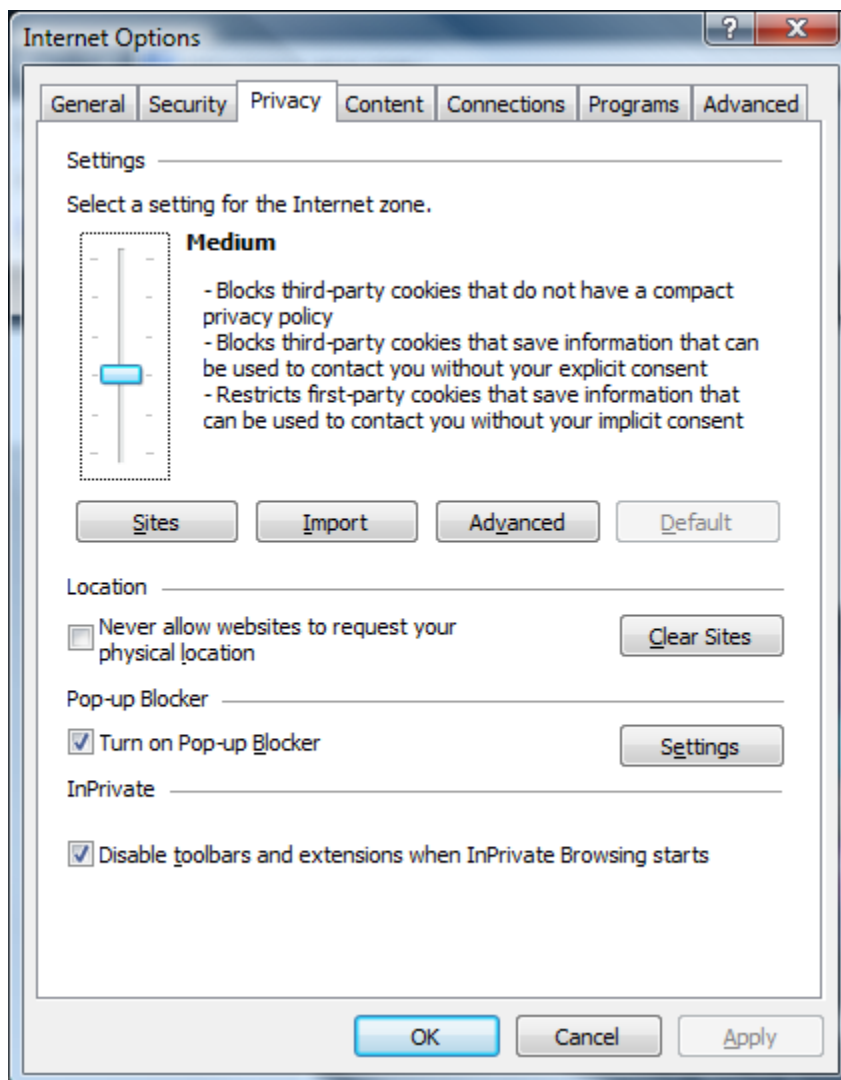 Internet Options
General Security Privacy Content Connections Programs Advanced
Settings
Select a setting for the Internet zone.
Medium
- Blocks third-party cookies that do not have a compact
privacy policy
- Blocks third-party cookies that save information that can
be used to contact you without your explicit consent
- Restricts first-party cookies that save information that
can be used to contact you without your implicit consent
Sites Import Advanced Default
Location
Never allow websites to request your
physical location
Clear Sites
Pop-up Blocker
Turn on Pop-up Blocker Settings
InPrivate
Disable toolbars and extensions when InPrivate Browsing starts
OK Cancel Apply